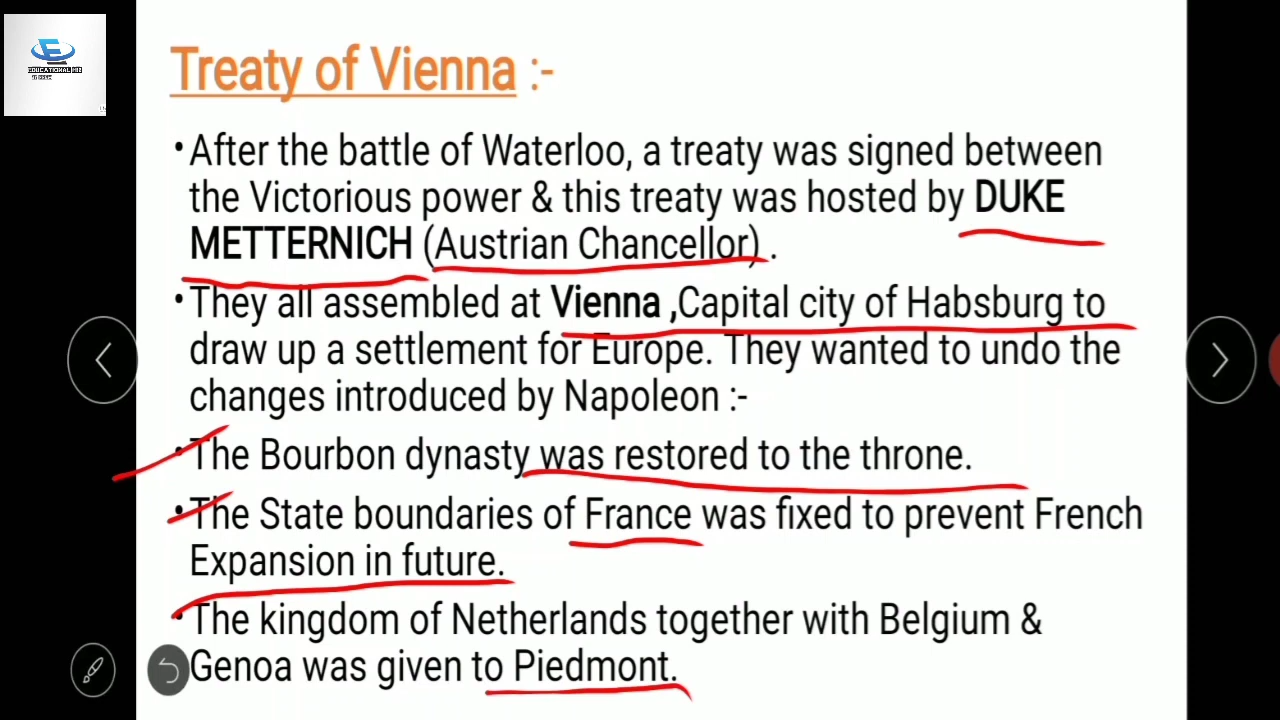 EDUCATIONAL
Treaty of Vienna :-
•After the battle of Waterloo, a treaty was signed between
the Victorious power & this treaty was hosted by DUKE
METTERNICH (Austrian Chancellor) .
•They all assembled at Vienna ,Capital city of Habsburg to
draw up a settlement for Europe. They wanted to undo the
changes introduced by Napoleon :-
•The Bourbon dynasty was restored to the throne.
•The State boundaries of France was fixed to prevent French
Expansion in future.
•The kingdom of Netherlands together with Belgium &
Genoa was given to Piedmont.